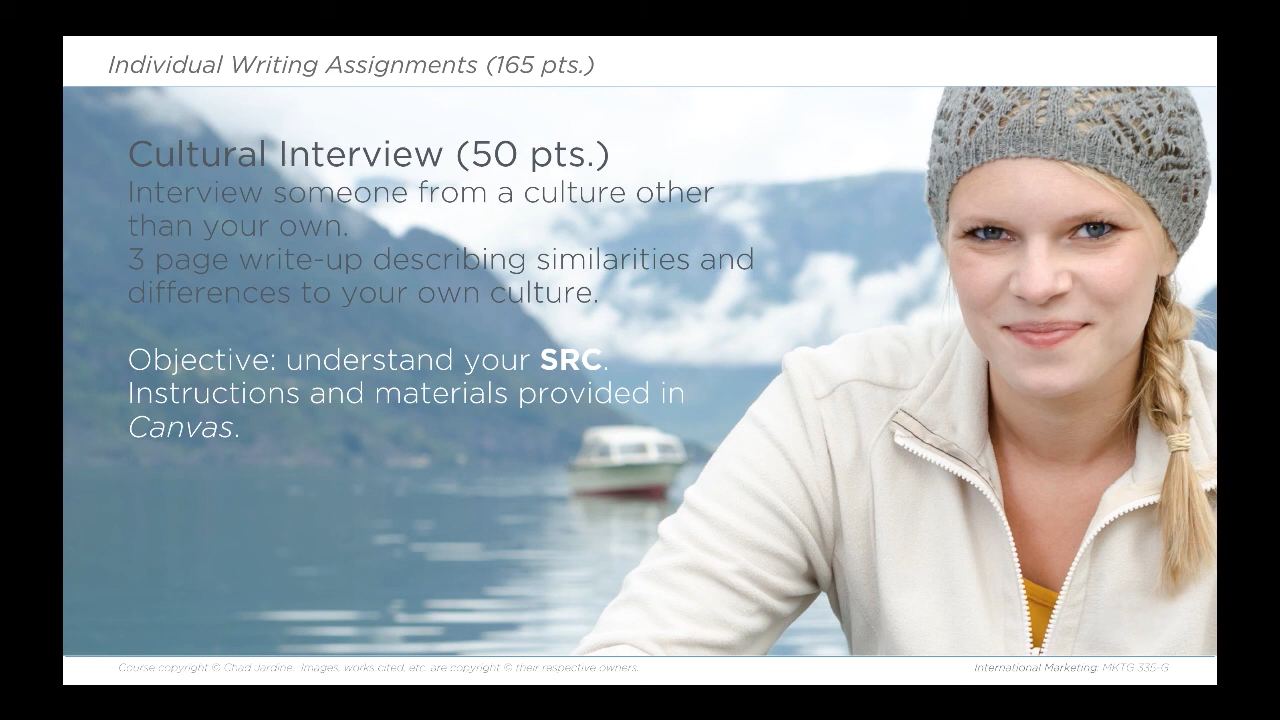 Individual Writing Assignments (165 pts.)
Cultural Interview (50 pts.)
Interview someone from a culture other
than your own.
3 page write-up describing similarities and
differences to your own culture.
Objective: understand your SRC.
Instructions and materials provided in
Canvas.
Course copyright © Chad Jardine. Images, works cited, etc. are copyright © their respective owners.
International Marketing: MKTG 335-G